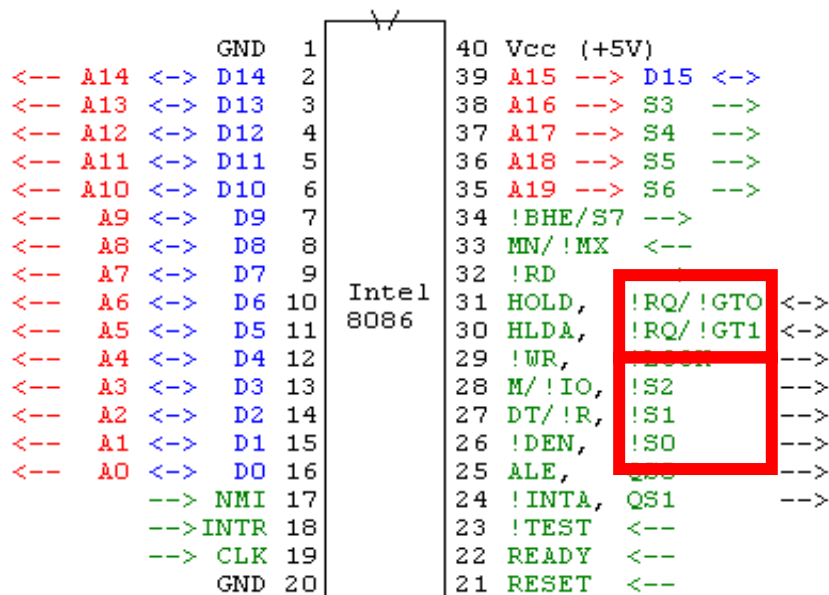 GND 1 40 Vcc (+5V)
<-- A14 <-> D14 2 39 A15 --> D15 <->
<-- A13 <-> D13 3 38 A16 --> S3 -->
<-- A12 <-> D12 4 37 A17 --> S4 -->
<-- A11 <-> D11 5 36 A18 --> S5 -->
<-- A10 <-> D10 6 35 A19 --> S6 -->
<-- A9 <-> D9 7 34 !BHE/S7 -->
<-- A8 <-> D8 8 33 MN/!MX <--
<-- A7 <-> D7 9 32 !RD
<-- A6 <-> D6 10 Intel 31 HOLD, !RQ/!GT0 <->
<-- A5 <-> D5 11 8086 30 HLDA, !RQ/!GT1 <->
<-- A4 <-> D4 12 29 !WR, -->
<-- A3 <-> D3 13 28 M/!IO, !S2 -->
<-- A2 <-> D2 14 27 DT/!R, !S1 -->
<-- A1 <-> D1 15 26 !DEN, !S0 -->
<-- A0 <-> D0 16 25 ALE, QS0 -->
--> NMI 17 24 !INTA, QS1 -->
-->INTR 18 23 !TEST <--
--> CLK 19 22 READY <--
GND 20 21 RESET <--